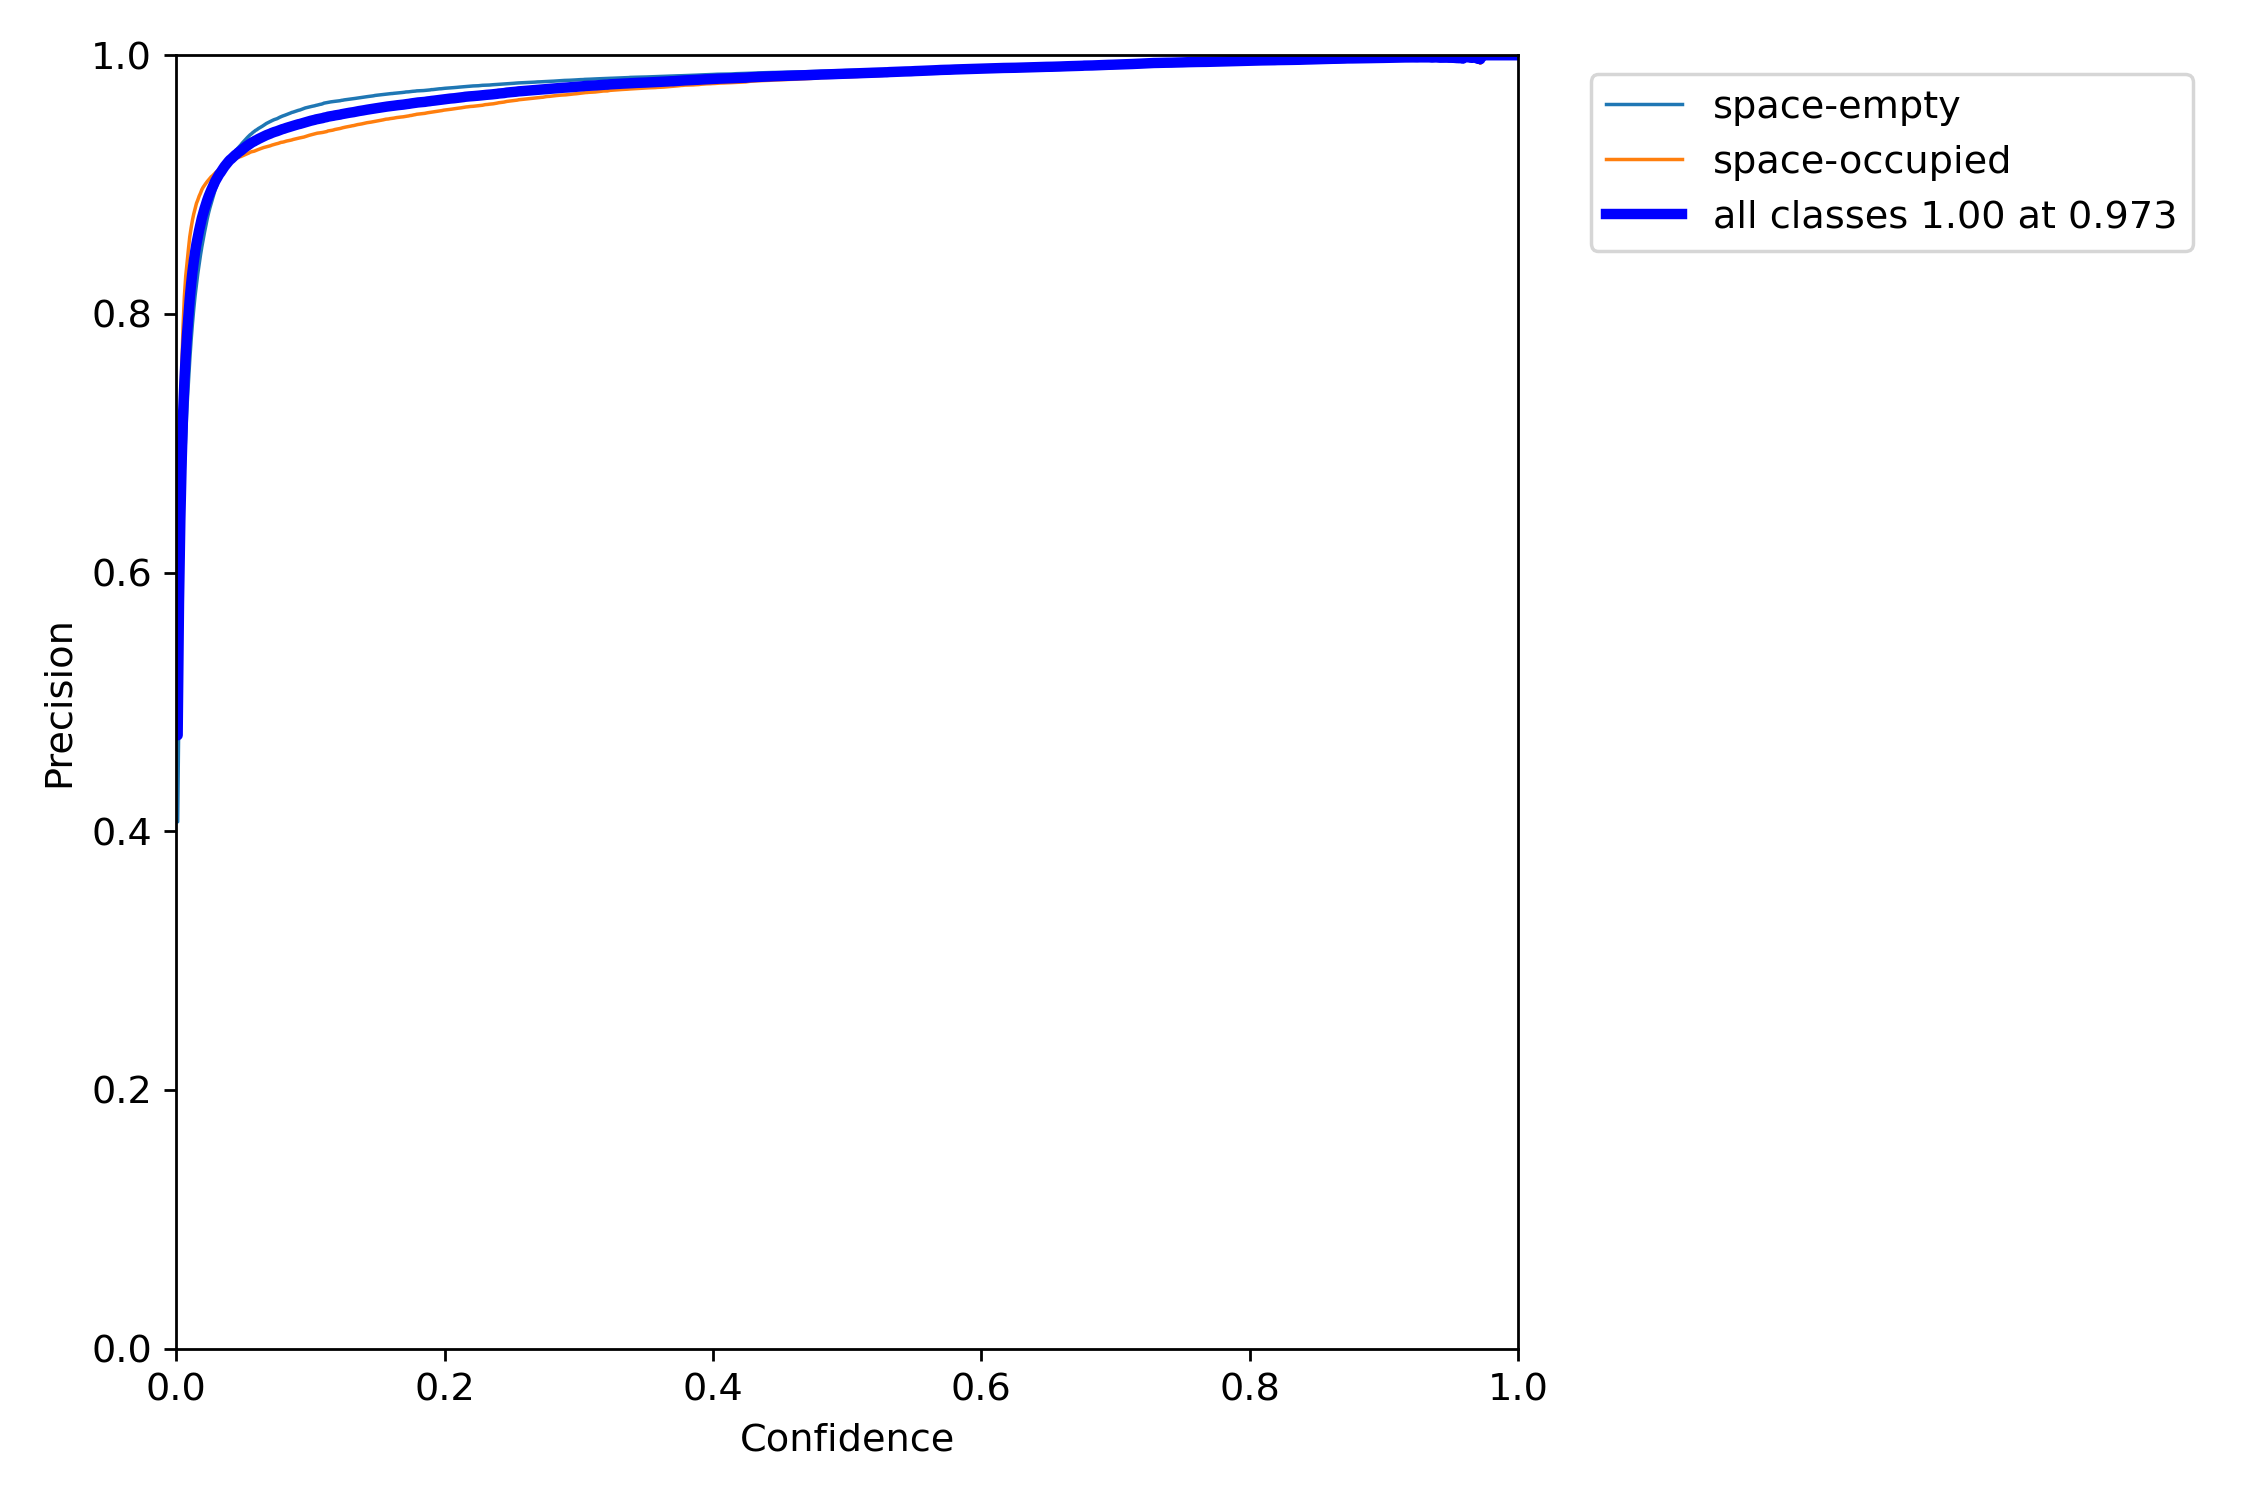 1.0
0.8
0.6
0.4
0.2
0.0
Precision
0.0 0.2 0.4 0.6 0.8 1.0
Confidence
space-empty
space-occupied
all classes 1.00 at 0.973